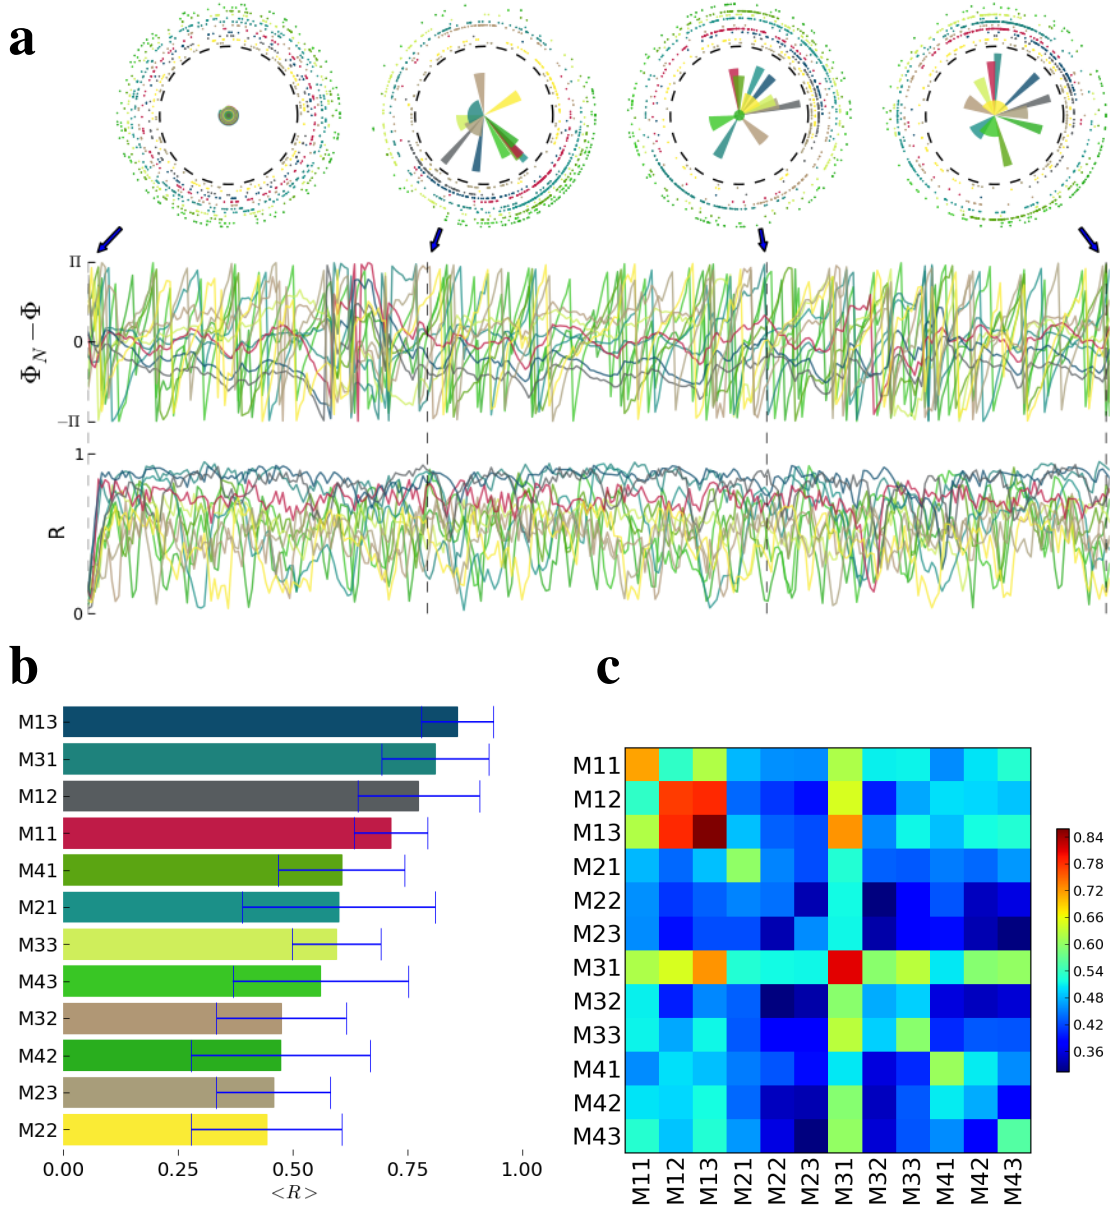 a
Π
0
−Π
Φ_N − Φ
1
R
0
b
c
M13
M31
M12
M11
M41
M21
M33
M43
M32
M42
M23
M22
0.00 0.25 0.50 0.75 1.00
<R>
M11
M12
M13
M21
M22
M23
M31
M32
M33
M41
M42
M43
M11 M12 M13 M21 M22 M23 M31 M32 M33 M41 M42 M43
0.84
0.78
0.72
0.66
0.60
0.54
0.48
0.42
0.36